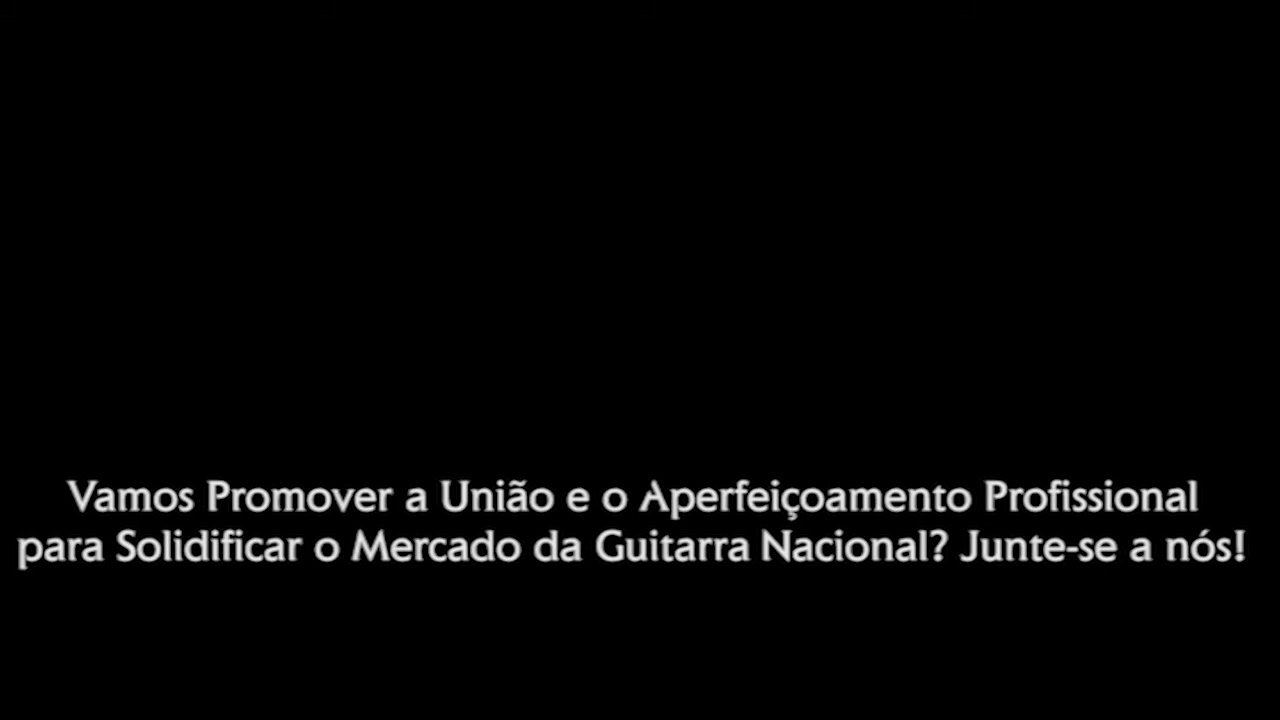 Vamos Promover a União e o Aperfeiçoamento Profissional
para Solidificar o Mercado da Guitarra Nacional? Junte-se a nós!